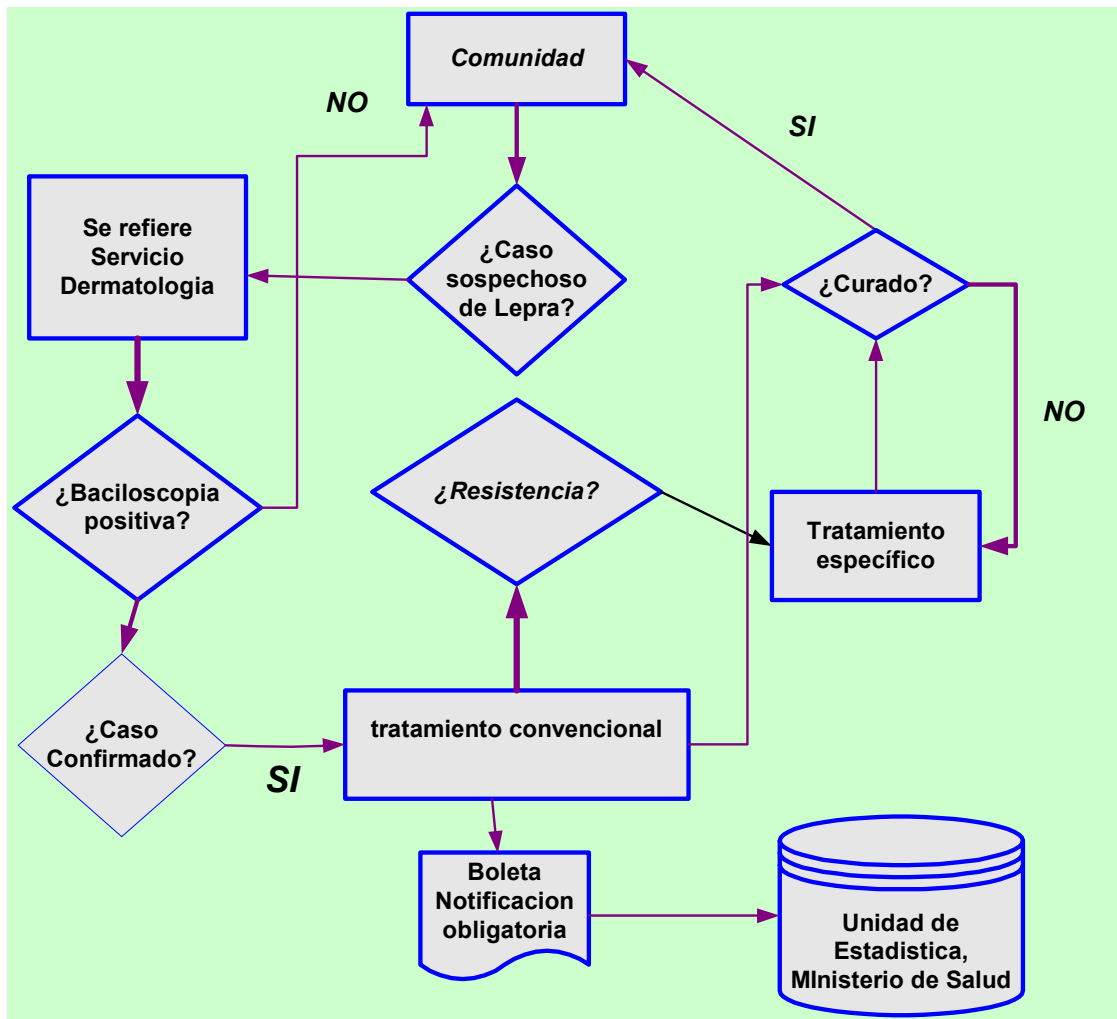 Comunidad
NO
SI
Se refiere
Servicio
Dermatologia
¿Caso
sospechoso
de Lepra?
¿Curado?
NO
¿Baciloscopia
positiva?
¿Resistencia?
Tratamiento
específico
¿Caso
Confirmado?
SI
tratamiento convencional
Boleta
Notificacion
obligatoria
Unidad de
Estadistica,
MInisterio de Salud